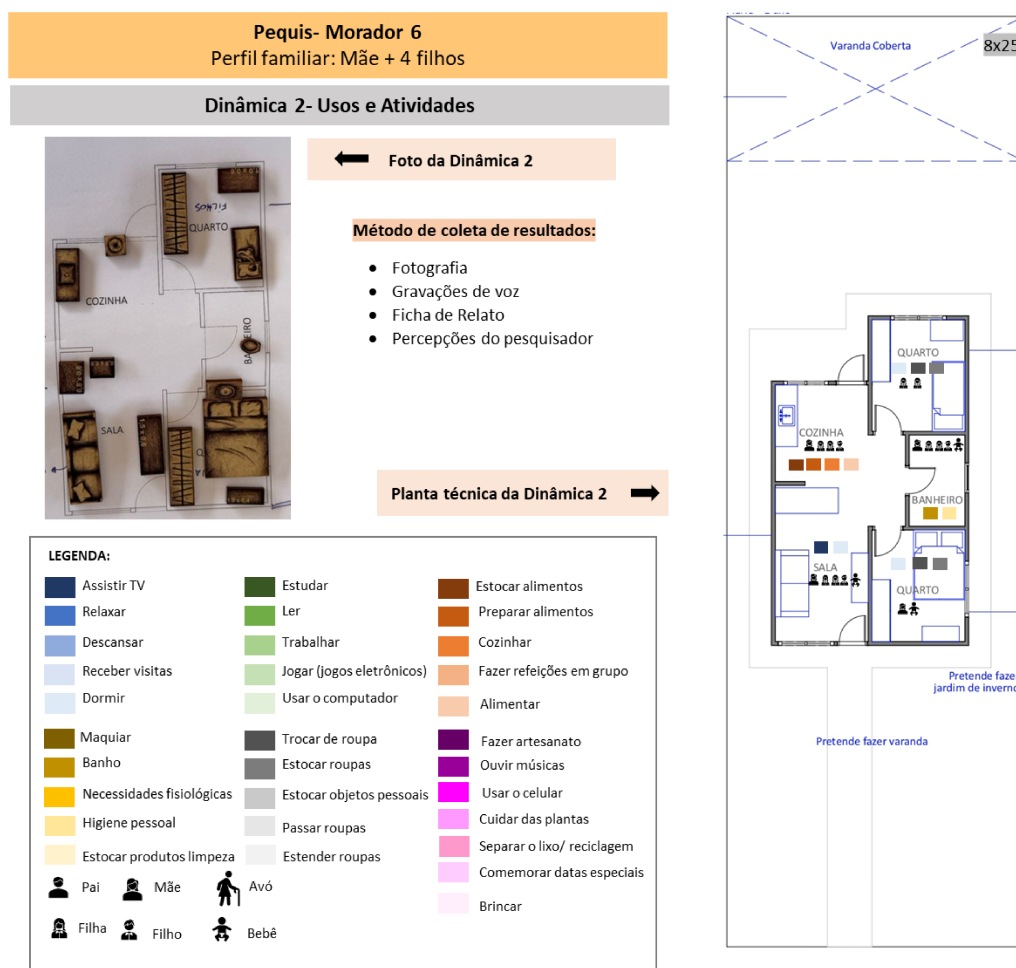 Pequis- Morador 6
Perfil familiar: Mãe + 4 filhos
Dinâmica 2- Usos e Atividades
Foto da Dinâmica 2
Método de coleta de resultados:
• Fotografia
• Gravações de voz
• Ficha de Relato
• Percepções do pesquisador
FILHOS
QUARTO
COZINHA
BANHEIRO
SALA
Planta técnica da Dinâmica 2
LEGENDA:
Assistir TV
Relaxar
Descansar
Receber visitas
Dormir
Maquiar
Banho
Necessidades fisiológicas
Higiene pessoal
Estocar produtos limpeza
Estudar
Ler
Trabalhar
Jogar (jogos eletrônicos)
Usar o computador
Trocar de roupa
Estocar roupas
Estocar objetos pessoais
Passar roupas
Estender roupas
Estocar alimentos
Preparar alimentos
Cozinhar
Fazer refeições em grupo
Alimentar
Fazer artesanato
Ouvir músicas
Usar o celular
Cuidar das plantas
Separar o lixo/ reciclagem
Comemorar datas especiais
Brincar
Pai
Mãe
Avó
Filha
Filho
Bebê
Varanda Coberta
8x25
QUARTO
COZINHA
BANHEIRO
SALA
QUARTO
Pretende faze
jardim de inverno
Pretende fazer varanda